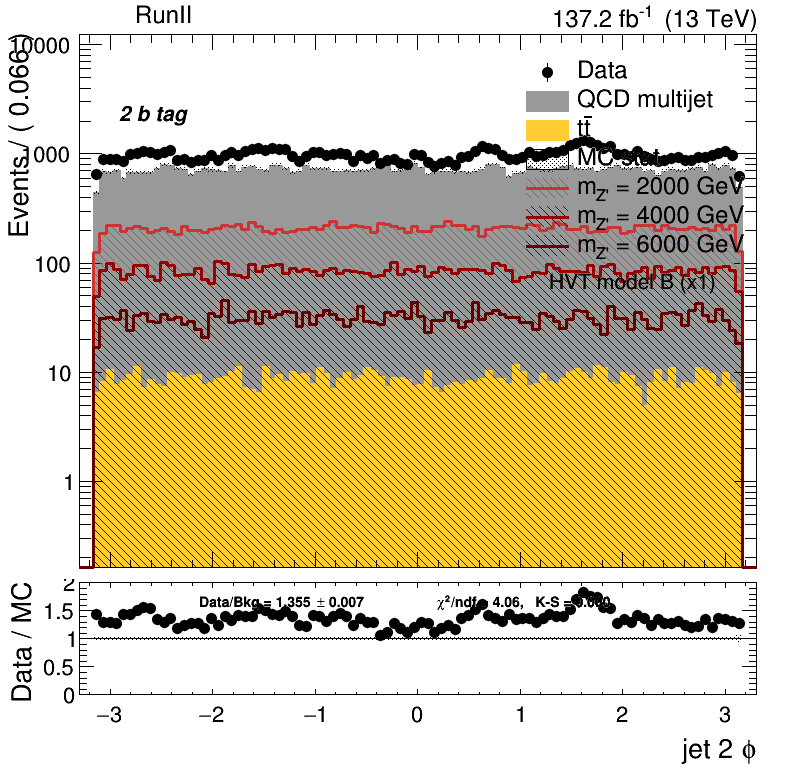 RunII 137.2 fb⁻¹ (13 TeV)
Events / ( 0.066)
10000
1000
100
10
1
2 b tag
Data
QCD multijet
tt̄
MC stat.
m_Z' = 2000 GeV
m_Z' = 4000 GeV
m_Z' = 6000 GeV
HVT model B (x1)
Data / MC
2
1.5
1
0.5
0
Data/Bkg = 1.355 ± 0.007 χ²/ndf = 4.06, K-S = 0.000
−3 −2 −1 0 1 2 3
jet 2 ϕ